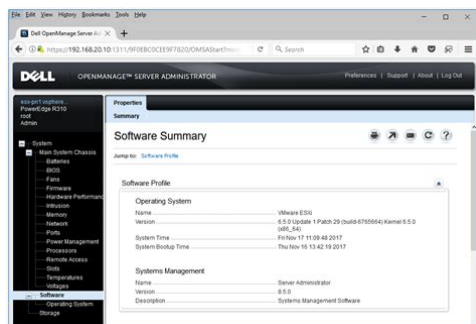 File Edit View History Bookmarks Tools Help
Dell OpenManage Server Ad
https://192.168.20.10:1311/
Search
DELL OPENMANAGE™ SERVER ADMINISTRATOR
Preferences | Support | About | Log Out
PowerEdge R310
root
Admin
System
Main System Chassis
Batteries
BIOS
Fans
Firmware
Hardware Performanc
Intrusion
Memory
Network
Ports
Power Management
Processors
Remote Access
Slots
Temperatures
Voltages
Software
Operating System
Storage
Properties
Summary
Software Summary
Jump to: Software Profile
Software Profile
Operating System
Name VMware ESXi
Version 6.5.0 Update 1 Patch 29 (build-6765664) Kernel 6.5.0
(x86_64)
System Time Fri Nov 17 11:09:48 2017
System Bootup Time Thu Nov 16 13:42:19 2017
Systems Management
Name Server Administrator
Version 8.5.0
Description Systems Management Software